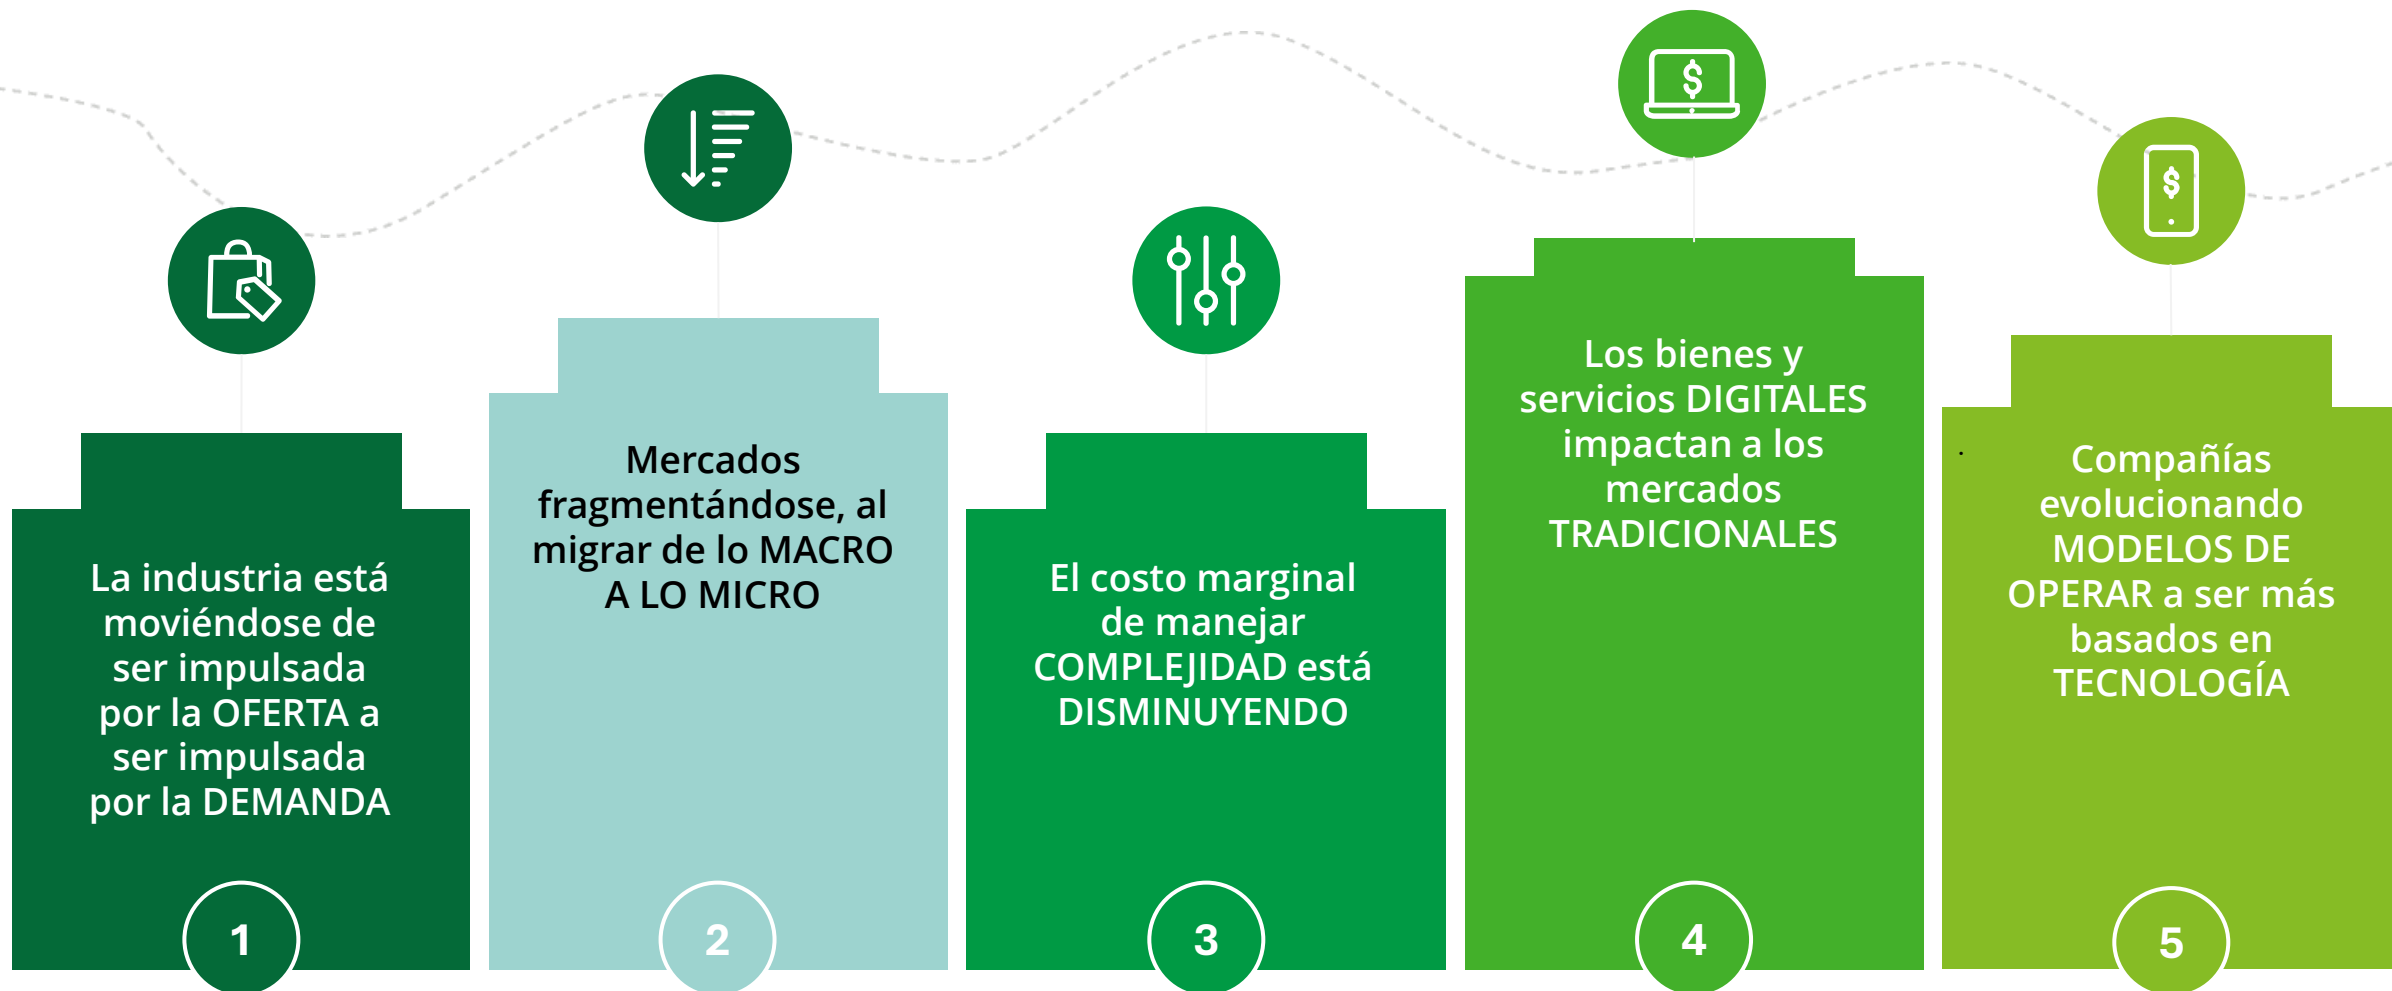 La industria está
moviéndose de
ser impulsada
por la OFERTA a
ser impulsada
por la DEMANDA
1
Mercados
fragmentándose, al
migrar de lo MACRO
A LO MICRO
2
El costo marginal
de manejar
COMPLEJIDAD está
DISMINUYENDO
3
$
Los bienes y
servicios DIGITALES
impactan a los
mercados
TRADICIONALES
4
$
.
Compañías
evolucionando
MODELOS DE
OPERAR a ser más
basados en
TECNOLOGÍA
5